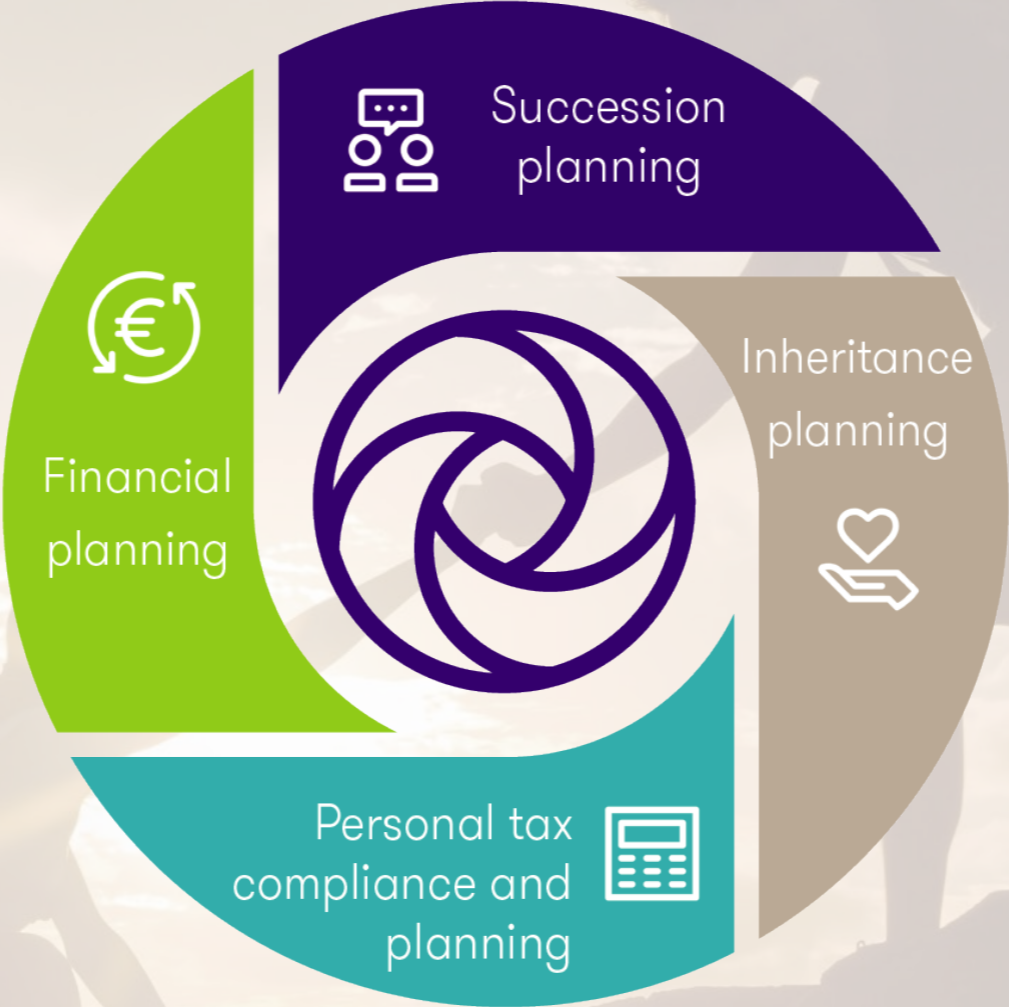 Succession
planning
Inheritance
planning
Personal tax
compliance and
planning
Financial
planning